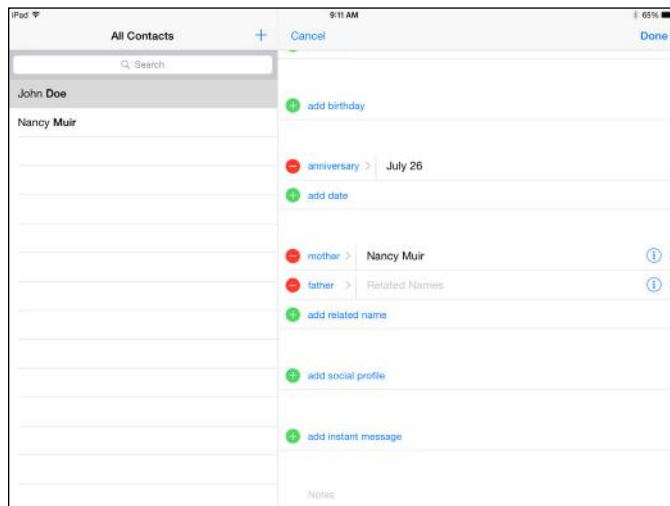 iPad 9:11 AM 65%
All Contacts + Cancel Done
Search
John Doe
Nancy Muir
add birthday
anniversary > July 26
add date
mother > Nancy Muir
father > Related Names
add related name
add social profile
add instant message
Notes